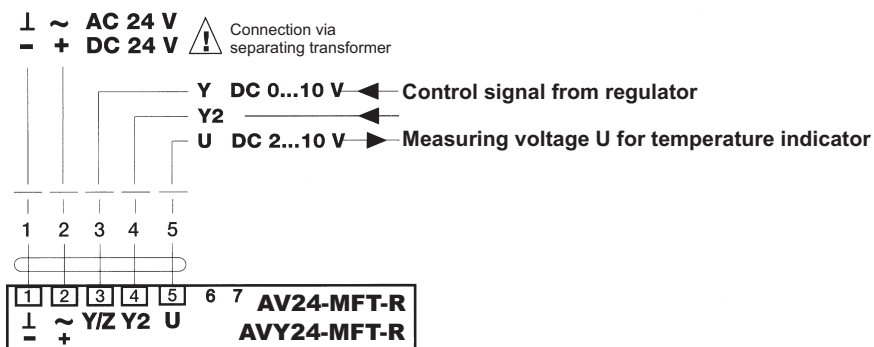 ⊥ ~ AC 24 V
– + DC 24 V
Connection via
separating transformer
Y DC 0...10 V Control signal from regulator
Y2
U DC 2...10 V Measuring voltage U for temperature indicator
1 2 3 4 5
1 2 3 4 5 6 7 AV24-MFT-R
⊥ ~ Y/Z Y2 U AVY24-MFT-R
– +